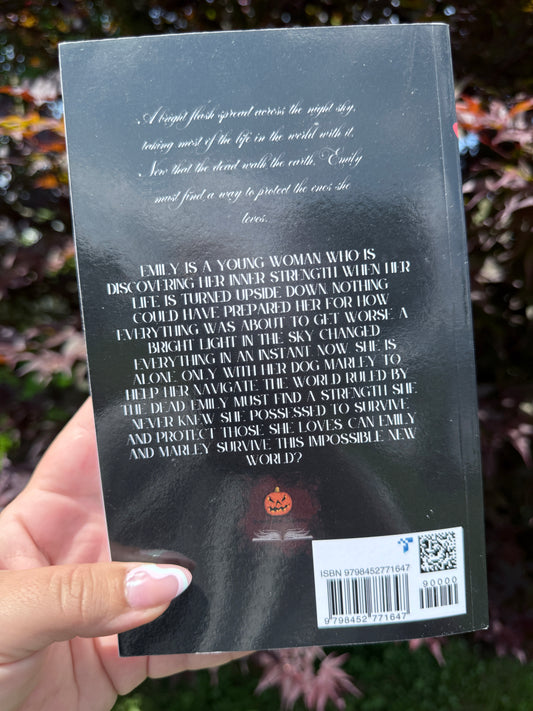 A bright flash spread across the night sky,
taking most of the life in the world with it.
Now that the dead walk the earth, Emily
must find a way to protect the ones she
loves.
EMILY IS A YOUNG WOMAN WHO IS
DISCOVERING HER INNER STRENGTH WHEN HER
LIFE IS TURNED UPSIDE DOWN. NOTHING
COULD HAVE PREPARED HER FOR HOW
EVERYTHING WAS ABOUT TO GET WORSE. A
BRIGHT LIGHT IN THE SKY CHANGED
EVERYTHING IN AN INSTANT. NOW SHE IS
ALONE ONLY WITH HER DOG MARLEY TO
HELP HER NAVIGATE THE WORLD RULED BY
THE DEAD. EMILY MUST FIND A STRENGTH SHE
NEVER KNEW SHE POSSESSED TO SURVIVE
AND PROTECT THOSE SHE LOVES. CAN EMILY
AND MARLEY SURVIVE THIS IMPOSSIBLE NEW
WORLD?
ISBN 9798452771647
90000
9 798452 771647